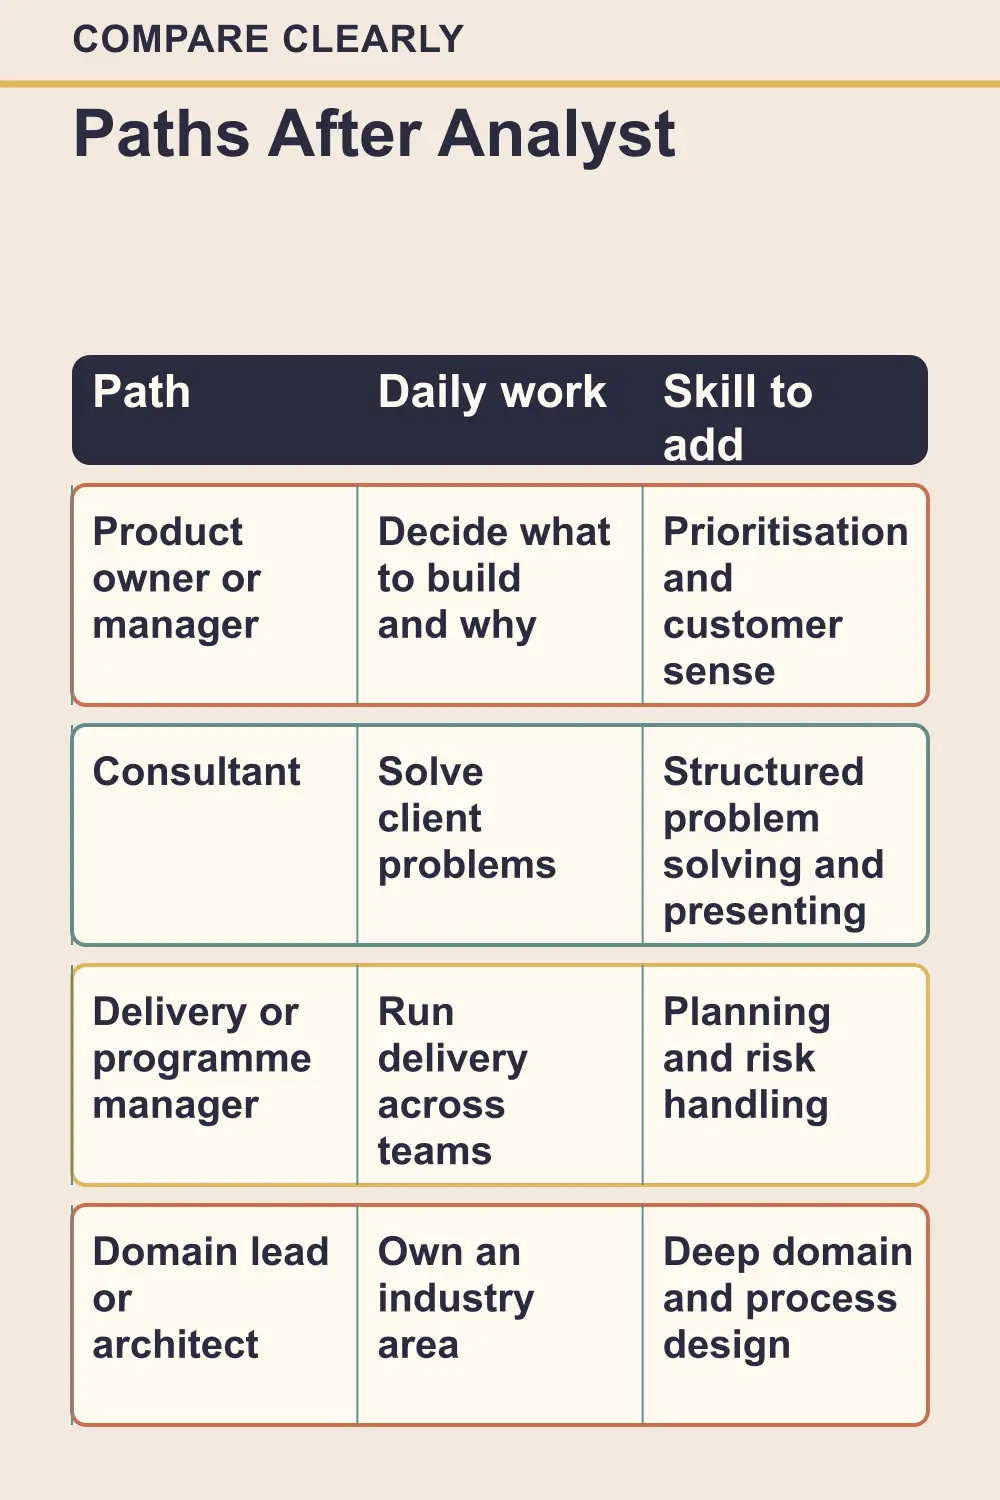 COMPARE CLEARLY
Paths After Analyst
Path
Daily work
Skill to
add
Product
owner or
manager
Decide what
to build
and why
Prioritisation
and
customer
sense
Consultant
Solve
client
problems
Structured
problem
solving and
presenting
Delivery or
programme
manager
Run
delivery
across
teams
Planning
and risk
handling
Domain lead
or
architect
Own an
industry
area
Deep domain
and process
design